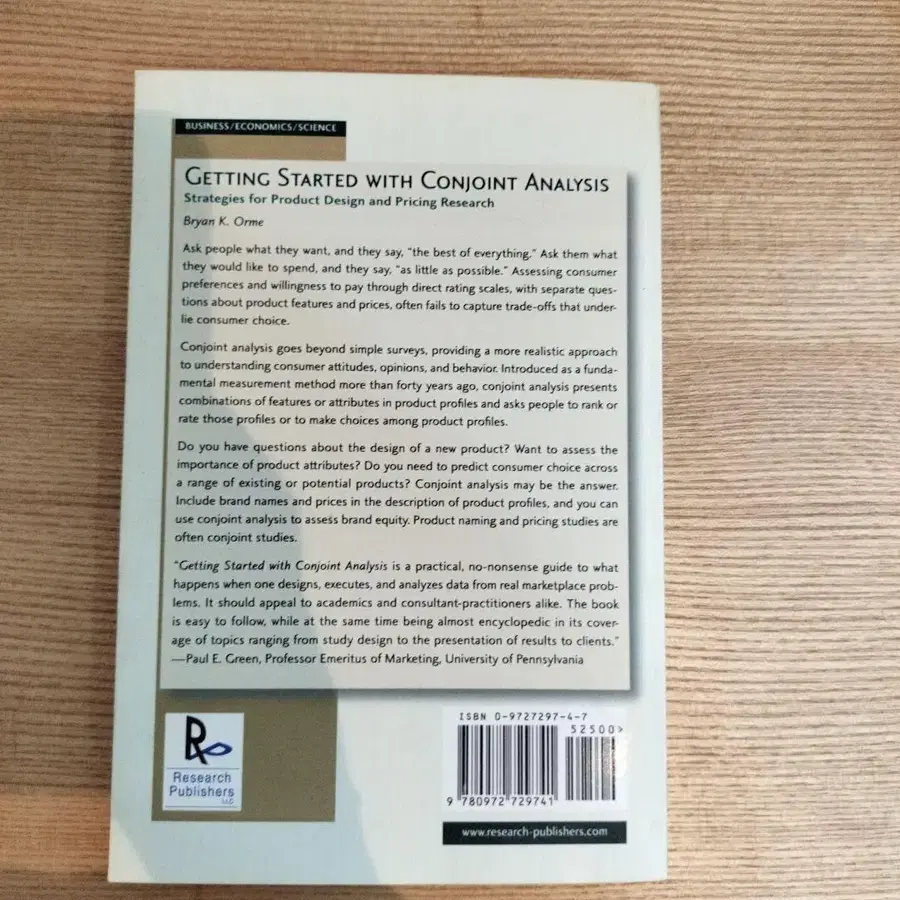 BUSINESS/ECONOMICS/SCIENCE
GETTING STARTED WITH CONJOINT ANALYSIS
Strategies for Product Design and Pricing Research
Bryan K. Orme
Ask people what they want, and they say, "the best of everything." Ask them what
they would like to spend, and they say, "as little as possible." Assessing consumer
preferences and willingness to pay through direct rating scales, with separate ques-
tions about product features and prices, often fails to capture trade-offs that under-
lie consumer choice.
Conjoint analysis goes beyond simple surveys, providing a more realistic approach
to understanding consumer attitudes, opinions, and behavior. Introduced as a funda-
mental measurement method more than forty years ago, conjoint analysis presents
combinations of features or attributes in product profiles and asks people to rank or
rate those profiles or to make choices among product profiles.
Do you have questions about the design of a new product? Want to assess the
importance of product attributes? Do you need to predict consumer choice across
a range of existing or potential products? Conjoint analysis may be the answer.
Include brand names and prices in the description of product profiles, and you can
use conjoint analysis to assess brand equity. Product naming and pricing studies are
often conjoint studies.
"Getting Started with Conjoint Analysis is a practical, no-nonsense guide to what
happens when one designs, executes, and analyzes data from real marketplace prob-
lems. It should appeal to academics and consultant-practitioners alike. The book
is easy to follow, while at the same time being almost encyclopedic in its cover-
age of topics ranging from study design to the presentation of results to clients."
—Paul E. Green, Professor Emeritus of Marketing, University of Pennsylvania
Rp
Research
Publishers
LLC
ISBN 0-9727297-4-7
52500>
9 780972 729741
www.research-publishers.com